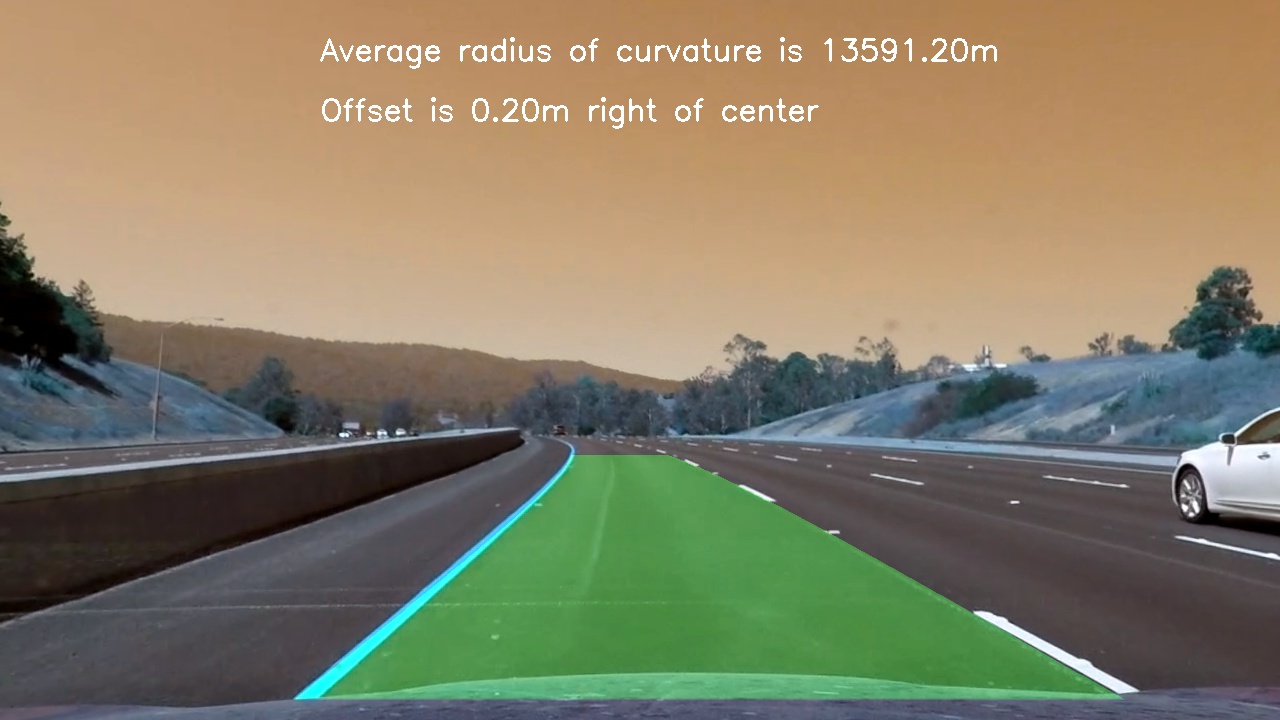 Average radius of curvature is 13591.20m
Offset is 0.20m right of center